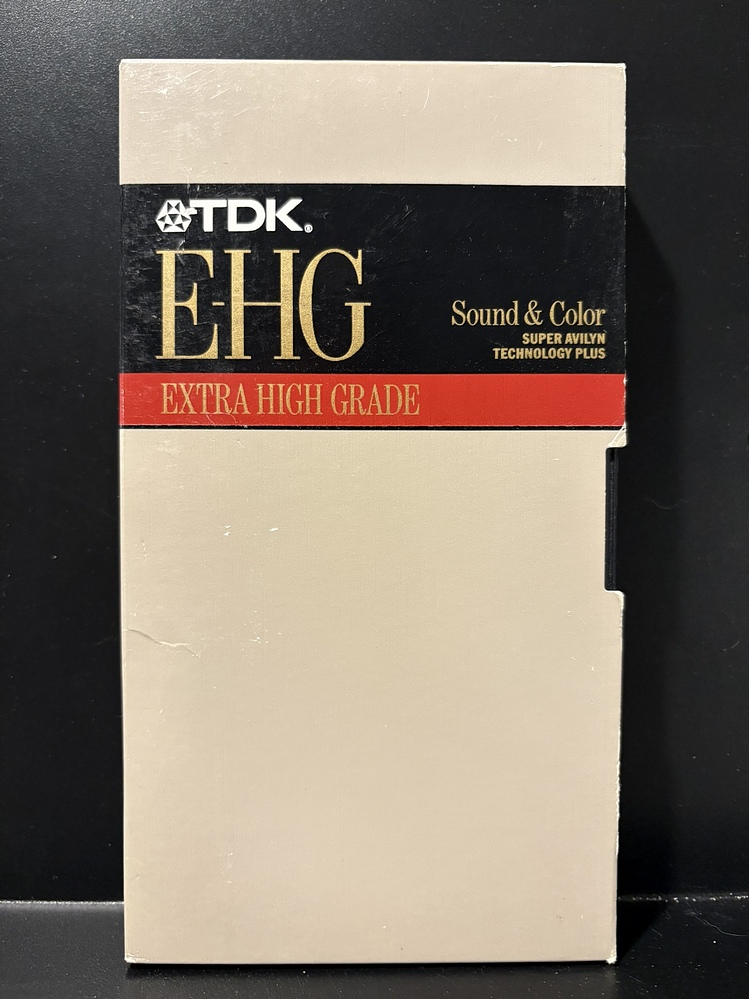 TDK®
E-HG
Sound & Color
SUPER AVILYN
TECHNOLOGY PLUS
EXTRA HIGH GRADE